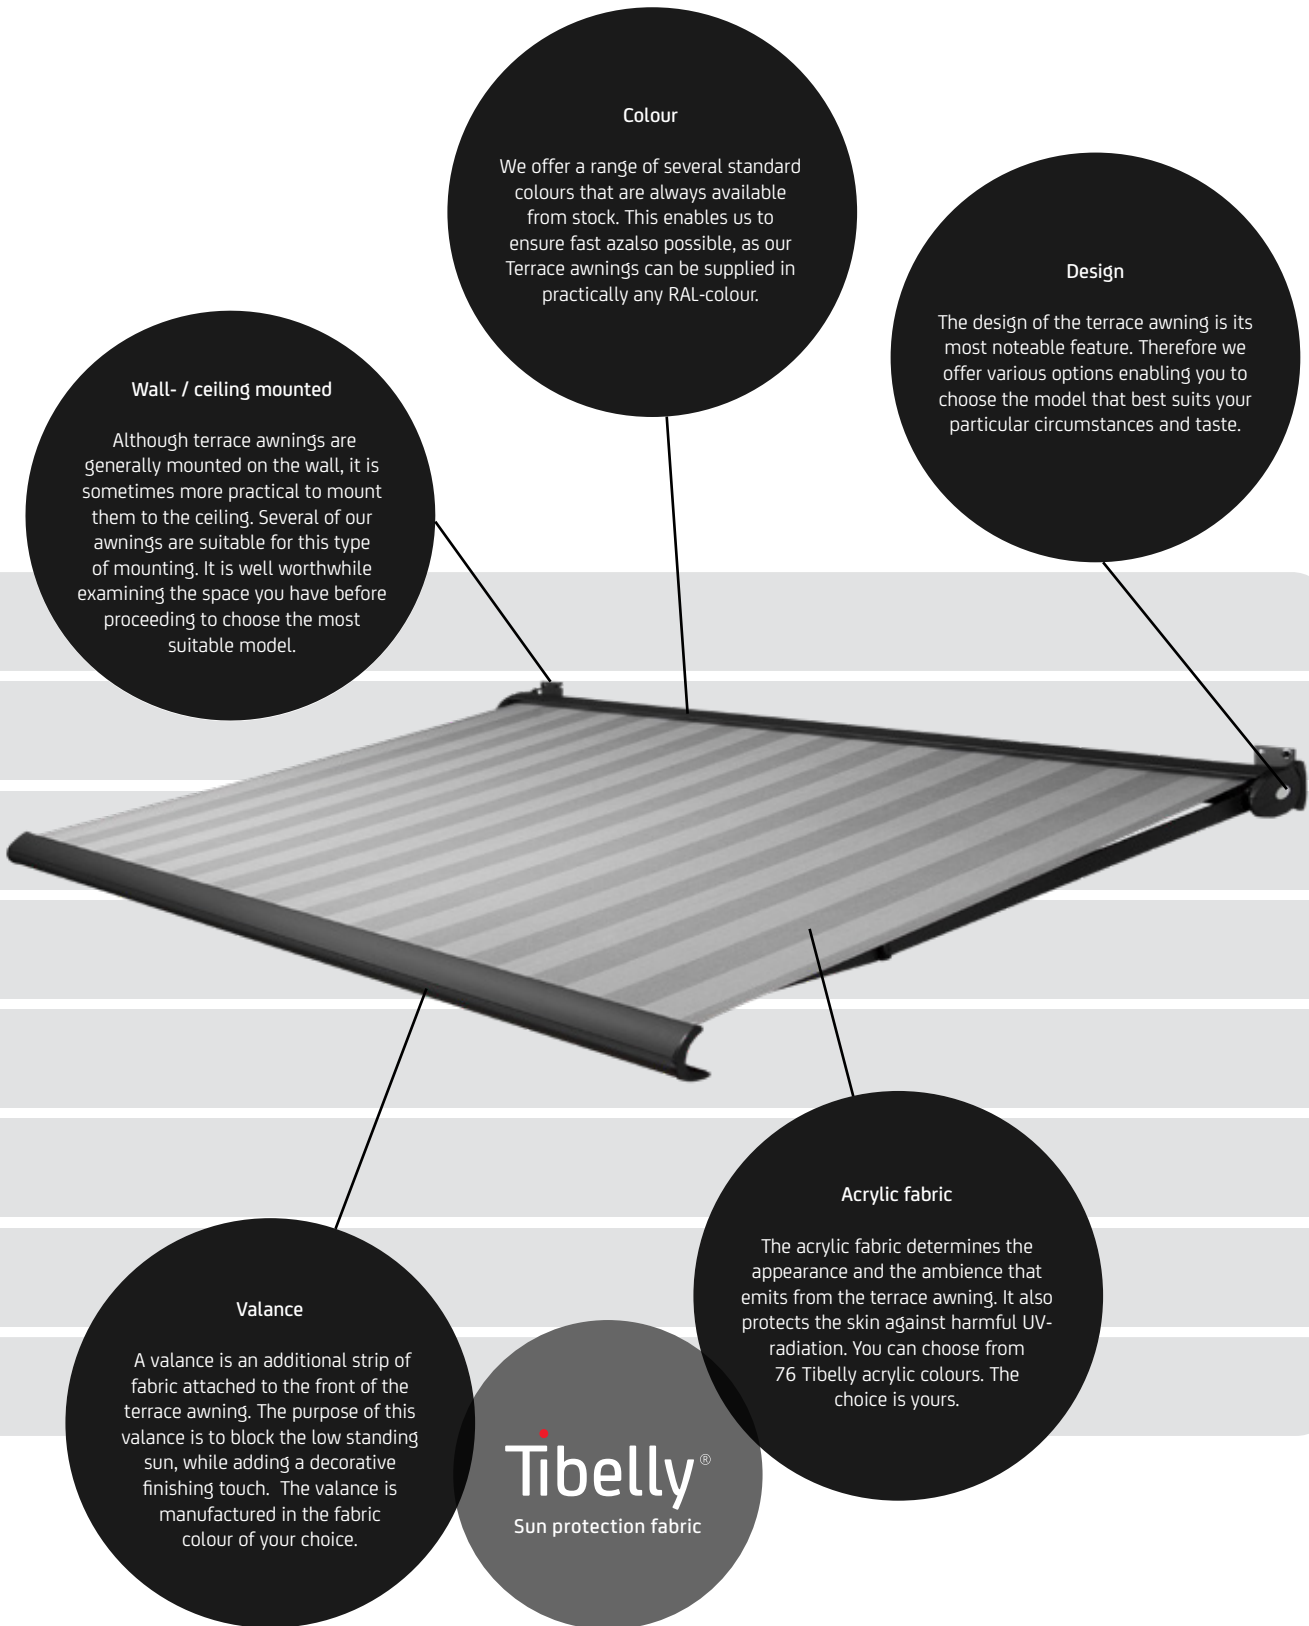 Colour
We offer a range of several standard
colours that are always available
from stock. This enables us to
ensure fast azalso possible, as our
Terrace awnings can be supplied in
practically any RAL-colour.
Design
The design of the terrace awning is its
most noteable feature. Therefore we
offer various options enabling you to
choose the model that best suits your
particular circumstances and taste.
Wall- / ceiling mounted
Although terrace awnings are
generally mounted on the wall, it is
sometimes more practical to mount
them to the ceiling. Several of our
awnings are suitable for this type
of mounting. It is well worthwhile
examining the space you have before
proceeding to choose the most
suitable model.
Acrylic fabric
The acrylic fabric determines the
appearance and the ambience that
emits from the terrace awning. It also
protects the skin against harmful UV-
radiation. You can choose from
76 Tibelly acrylic colours. The
choice is yours.
Valance
A valance is an additional strip of
fabric attached to the front of the
terrace awning. The purpose of this
valance is to block the low standing
sun, while adding a decorative
finishing touch.  The valance is
manufactured in the fabric
colour of your choice.
Tibelly®
Sun protection fabric